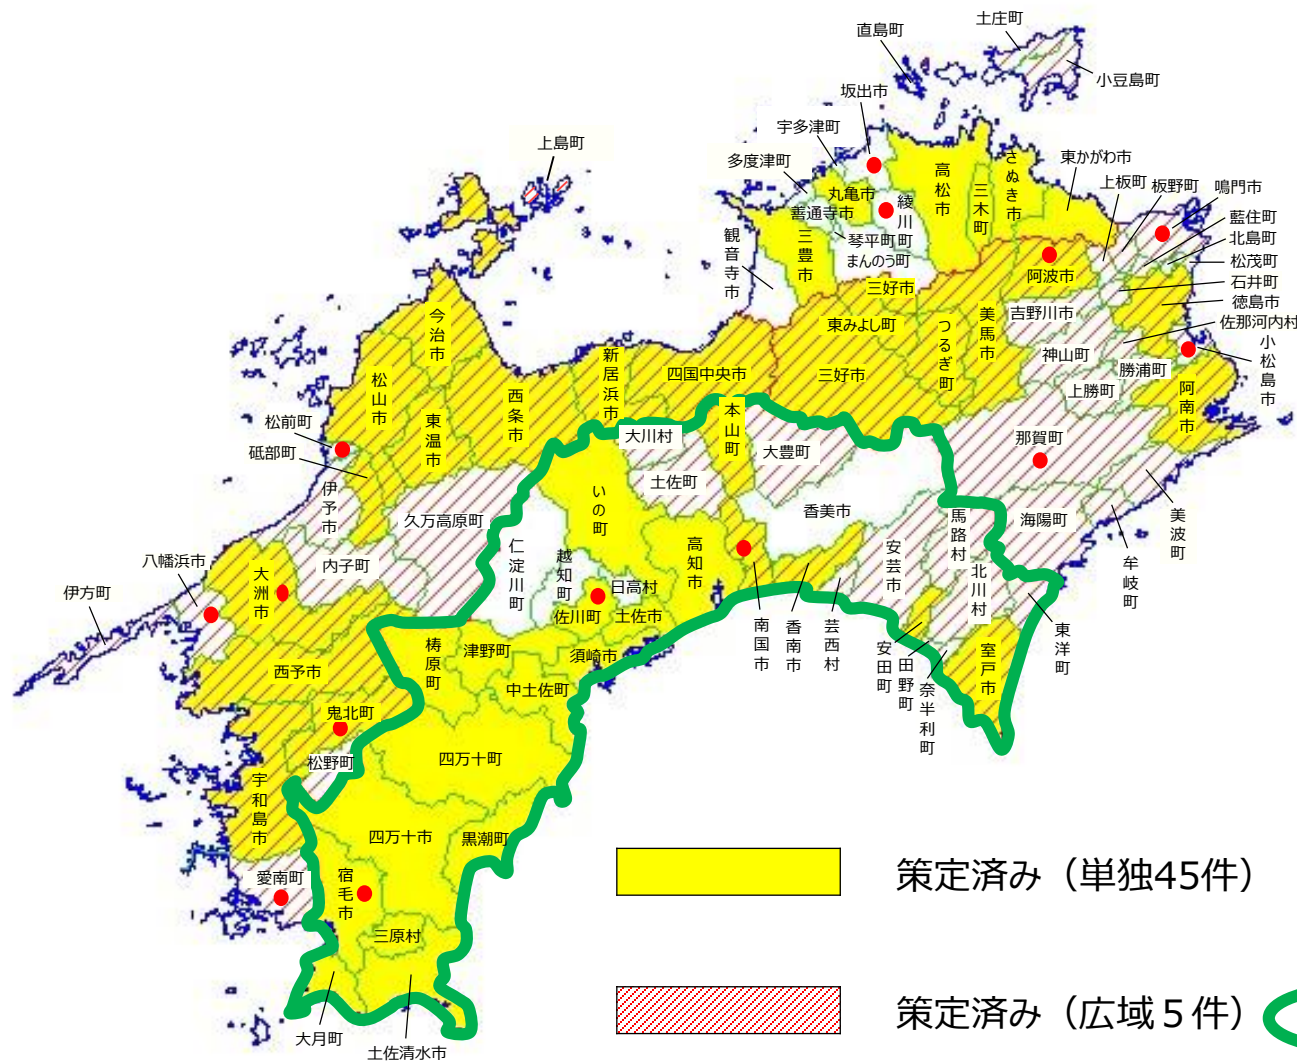 土庄町
直島町
小豆島町
坂出市
宇多津町
上島町
多度津町
高松市
さぬき市
東かがわ市
三木町
丸亀市
綾川町
善通寺市
上板町
板野町
鳴門市
藍住町
北島町
松茂町
石井町
徳島市
佐那河内村
小松島市
観音寺市
三豊市
琴平町
まんのう町
阿波市
三好市
吉野川市
美馬市
つるぎ町
東みよし町
神山町
勝浦町
上勝町
阿南市
今治市
新居浜市
四国中央市
三好市
松山市
西条市
東温市
松前町
砥部町
本山町
大川村
大豊町
那賀町
土佐町
伊予市
久万高原町
いの町
香美市
馬路村
海陽町
美波町
牟岐町
八幡浜市
内子町
仁淀川町
越知町
高知市
安芸市
北川村
大洲市
伊方町
日高村
佐川町
土佐市
南国市
香南市
芸西村
東洋町
安田町
田野町
奈半利町
室戸市
梼原町
津野町
須崎市
西予市
中土佐町
鬼北町
松野町
四万十町
宇和島市
四万十市
黒潮町
愛南町
宿毛市
三原村
大月町
土佐清水市
策定済み（単独45件）
策定済み（広域５件）